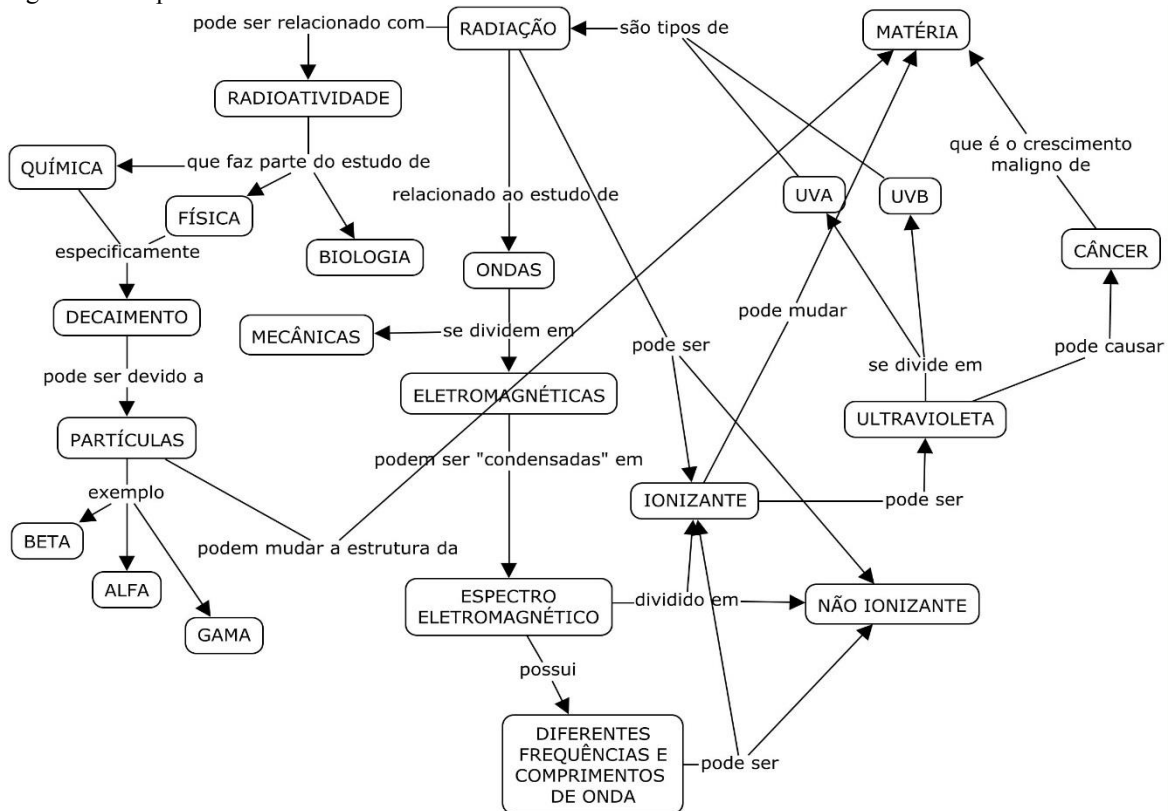 pode ser relacionado com
RADIAÇÃO
são tipos de
MATÉRIA
RADIOATIVIDADE
que faz parte do estudo de
QUÍMICA
FÍSICA
BIOLOGIA
relacionado ao estudo de
UVA
UVB
que é o crescimento
maligno de
especificamente
ONDAS
CÂNCER
DECAIMENTO
MECÂNICAS
se dividem em
pode mudar
pode ser
pode causar
se divide em
pode ser devido a
ELETROMAGNÉTICAS
ULTRAVIOLETA
PARTÍCULAS
podem ser "condensadas" em
exemplo
IONIZANTE
pode ser
BETA
podem mudar a estrutura da
ALFA
ESPECTRO
ELETROMAGNÉTICO
dividido em
NÃO IONIZANTE
GAMA
possui
DIFERENTES
FREQUÊNCIAS E
COMPRIMENTOS
DE ONDA
pode ser